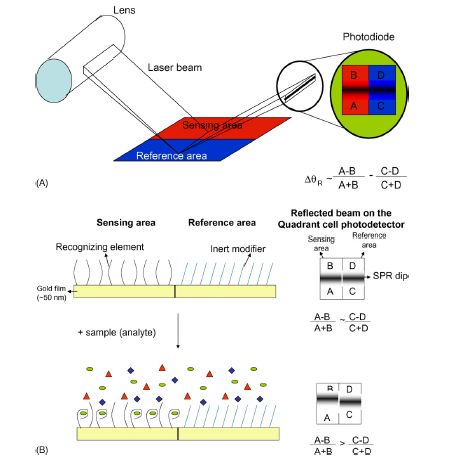 Lens
Photodiode
Laser beam
B D
A C
Sensing area
Reference area
(A)
ΔθR ~ A-B/A+B - C-D/C+D
Sensing area Reference area
Reflected beam on the
Quadrant cell photodetector
Recognizing element
Inert modifier
Sensing
area
Reference
area
B D
A C
SPR dip
Gold film
(~50 nm)
A-B/A+B ~ C-D/C+D
+ sample (analyte)
B D
A C
(B)
A-B/A+B > C-D/C+D